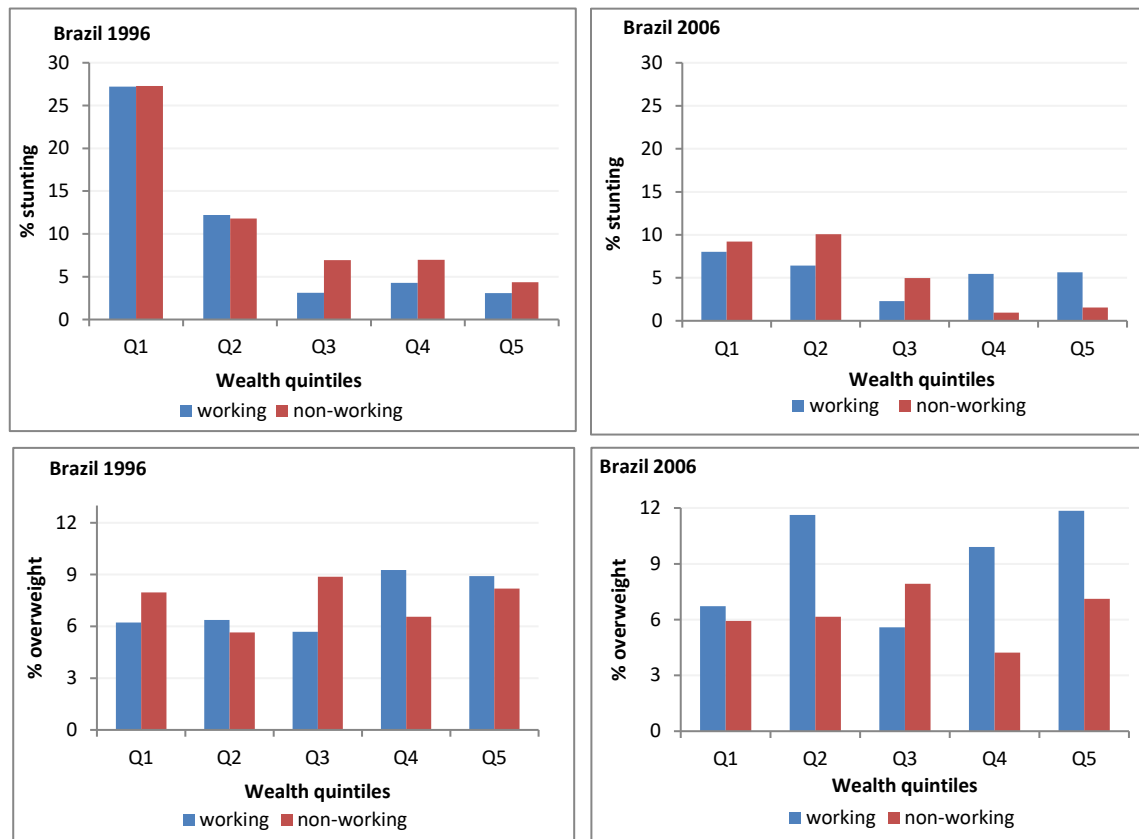 Brazil 1996
30
25
20
15
10
5
0
% stunting
Q1 Q2 Q3 Q4 Q5
Wealth quintiles
working non-working
Brazil 2006
30
25
20
15
10
5
0
% stunting
Q1 Q2 Q3 Q4 Q5
Wealth quintiles
working non-working
Brazil 1996
12
9
6
3
0
% overweight
Q1 Q2 Q3 Q4 Q5
Wealth quintiles
working non-working
Brazil 2006
12
9
6
3
0
% overweight
Q1 Q2 Q3 Q4 Q5
Wealth quintiles
working non-working